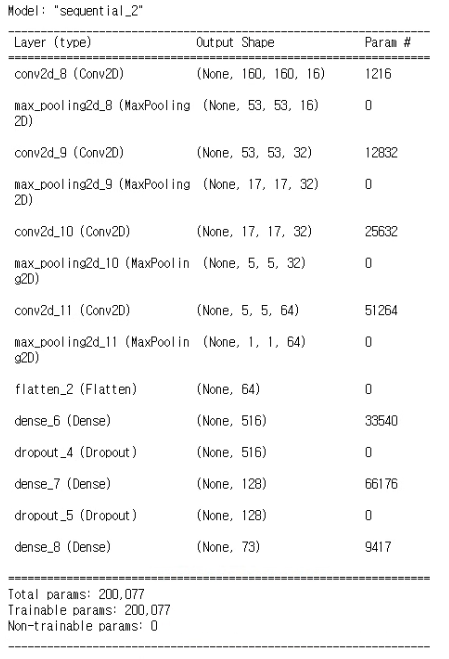 Model: "sequential_2"
_________________________________________________________________
Layer (type) Output Shape Param #
=================================================================
conv2d_8 (Conv2D) (None, 160, 160, 16) 1216
max_pooling2d_8 (MaxPooling (None, 53, 53, 16) 0
2D)
conv2d_9 (Conv2D) (None, 53, 53, 32) 12832
max_pooling2d_9 (MaxPooling (None, 17, 17, 32) 0
2D)
conv2d_10 (Conv2D) (None, 17, 17, 32) 25632
max_pooling2d_10 (MaxPoolin (None, 5, 5, 32) 0
g2D)
conv2d_11 (Conv2D) (None, 5, 5, 64) 51264
max_pooling2d_11 (MaxPoolin (None, 1, 1, 64) 0
g2D)
flatten_2 (Flatten) (None, 64) 0
dense_6 (Dense) (None, 516) 33540
dropout_4 (Dropout) (None, 516) 0
dense_7 (Dense) (None, 128) 66176
dropout_5 (Dropout) (None, 128) 0
dense_8 (Dense) (None, 73) 9417
=================================================================
Total params: 200,077
Trainable params: 200,077
Non-trainable params: 0
_________________________________________________________________